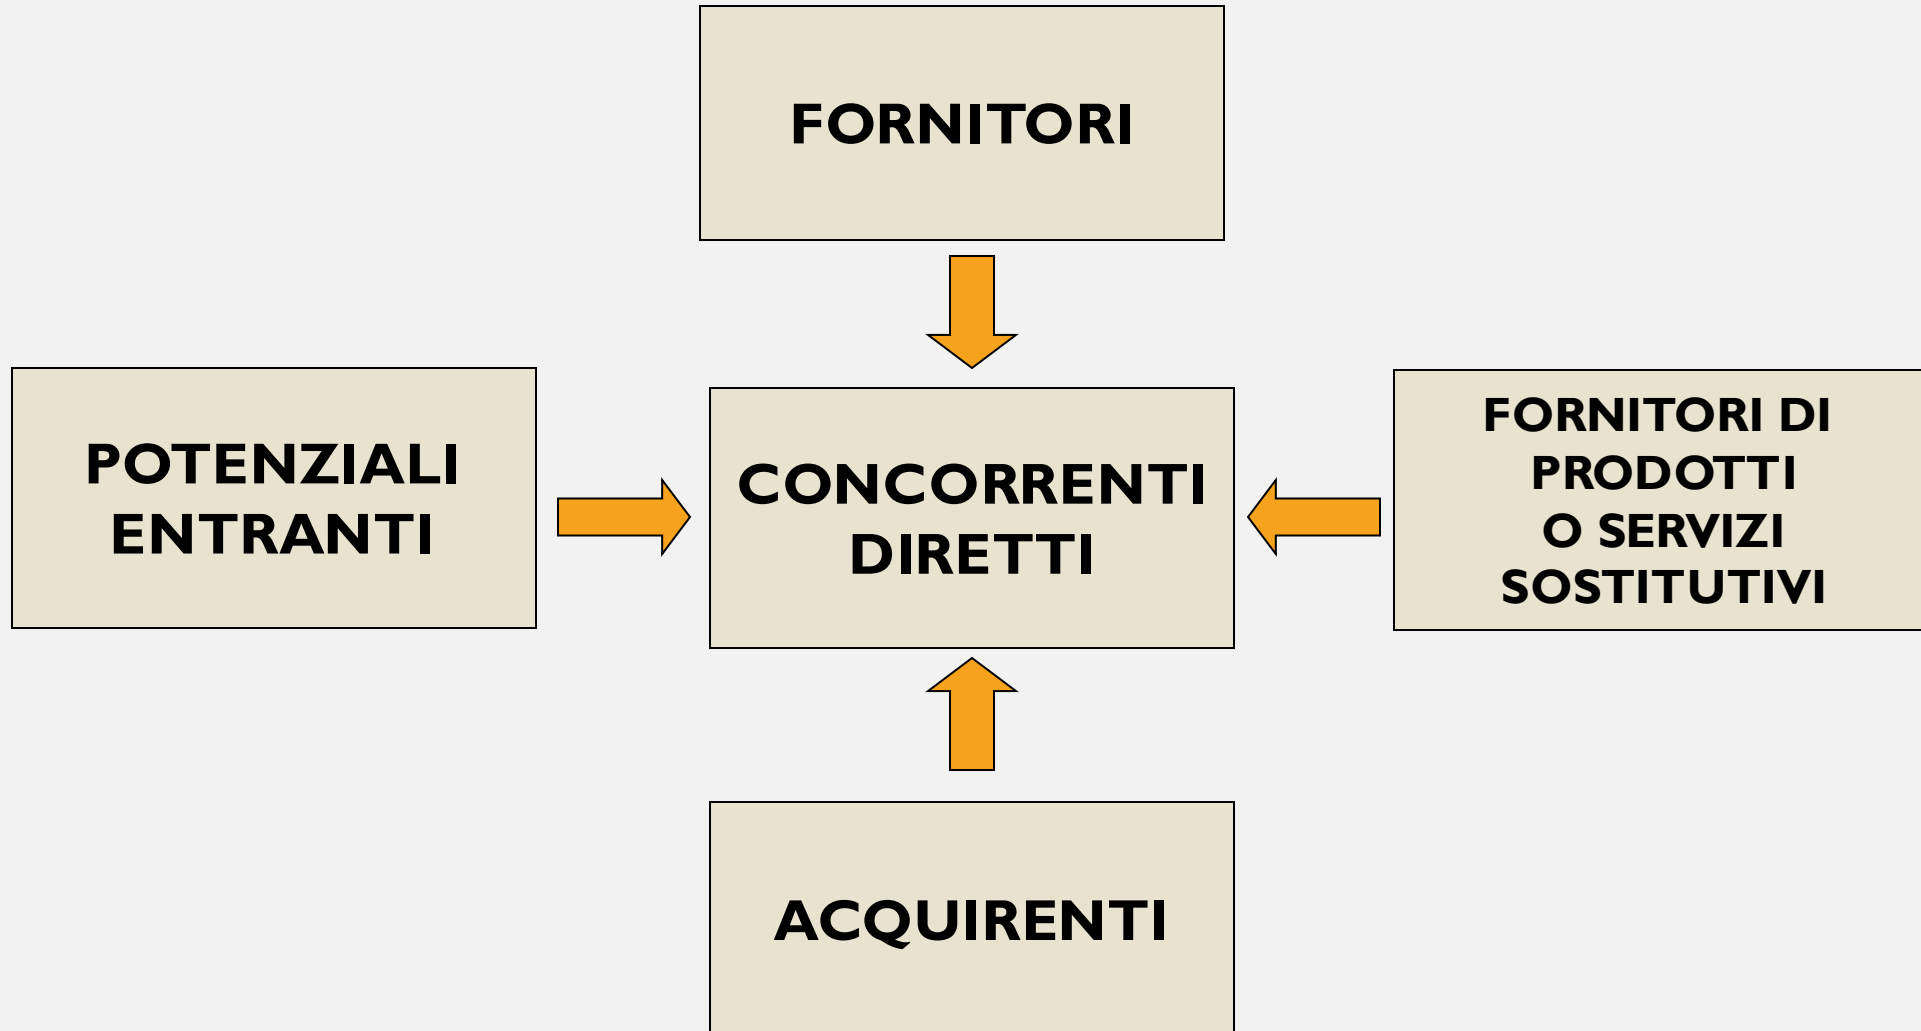 FORNITORI
POTENZIALI
ENTRANTI
CONCORRENTI
DIRETTI
FORNITORI DI
PRODOTTI
O SERVIZI
SOSTITUTIVI
ACQUIRENTI